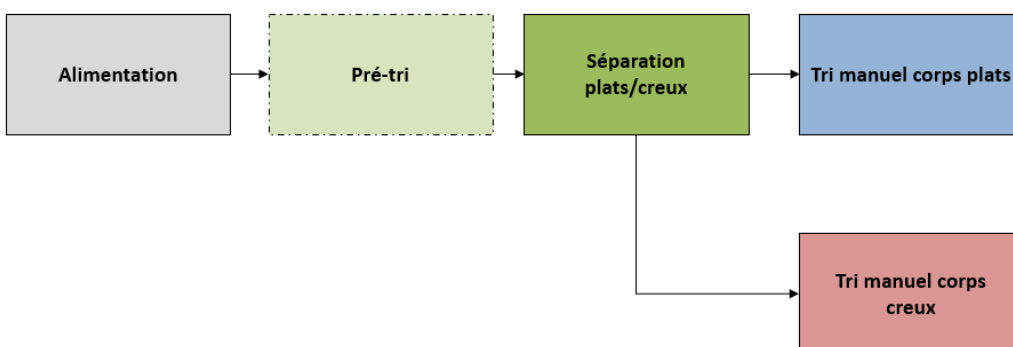 Alimentation
Pré-tri
Séparation
plats/creux
Tri manuel corps plats
Tri manuel corps
creux